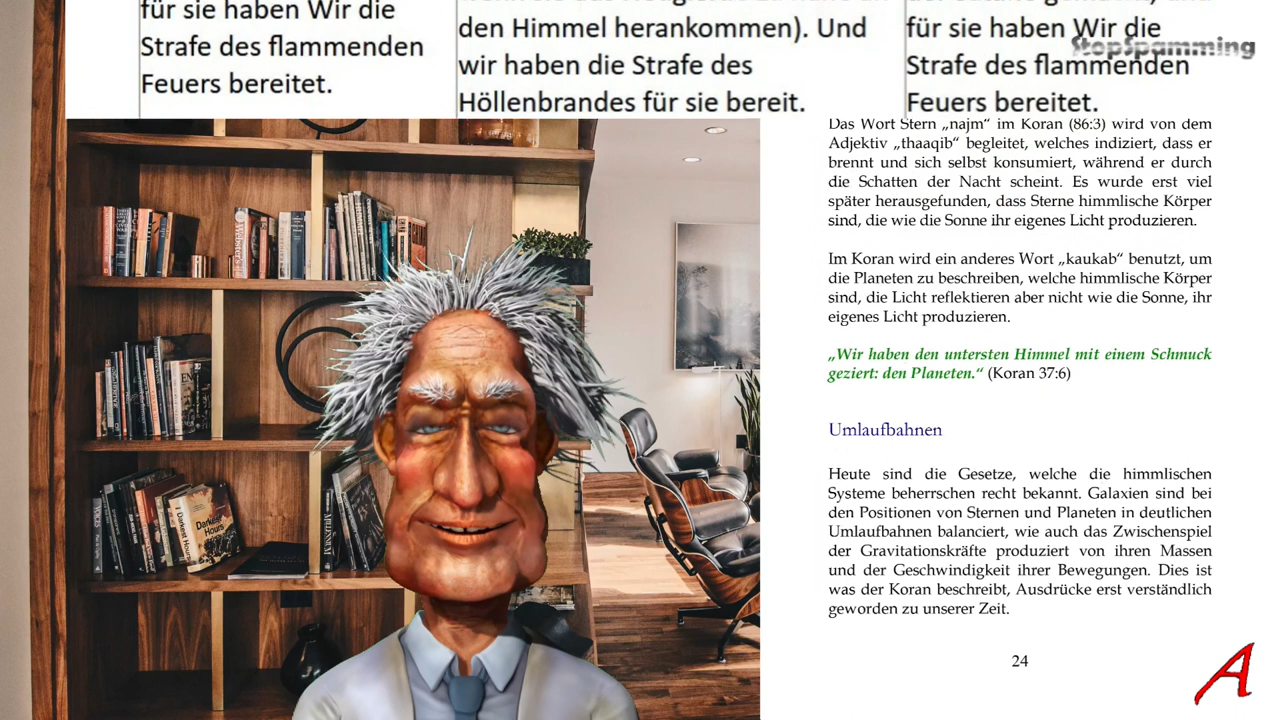 für sie haben Wir die
Strafe des flammenden
Feuers bereitet.
den Himmel herankommen). Und
wir haben die Strafe des
Höllenbrandes für sie bereit.
für sie haben Wir die
Strafe des flammenden
Feuers bereitet.
StopSpamming
Das Wort Stern „najm“ im Koran (86:3) wird von dem
Adjektiv „thaaqib“ begleitet, welches indiziert, dass er
brennt und sich selbst konsumiert, während er durch
die Schatten der Nacht scheint. Es wurde erst viel
später herausgefunden, dass Sterne himmlische Körper
sind, die wie die Sonne ihr eigenes Licht produzieren.
Im Koran wird ein anderes Wort „kaukab“ benutzt, um
die Planeten zu beschreiben, welche himmlische Körper
sind, die Licht reflektieren aber nicht wie die Sonne, ihr
eigenes Licht produzieren.
„Wir haben den untersten Himmel mit einem Schmuck
geziert: den Planeten.“ (Koran 37:6)
Umlaufbahnen
Heute sind die Gesetze, welche die himmlischen
Systeme beherrschen recht bekannt. Galaxien sind bei
den Positionen von Sternen und Planeten in deutlichen
Umlaufbahnen balanciert, wie auch das Zwischenspiel
der Gravitationskräfte produziert von ihren Massen
und der Geschwindigkeit ihrer Bewegungen. Dies ist
was der Koran beschreibt, Ausdrücke erst verständlich
geworden zu unserer Zeit.
24
A
Darkest
Hours